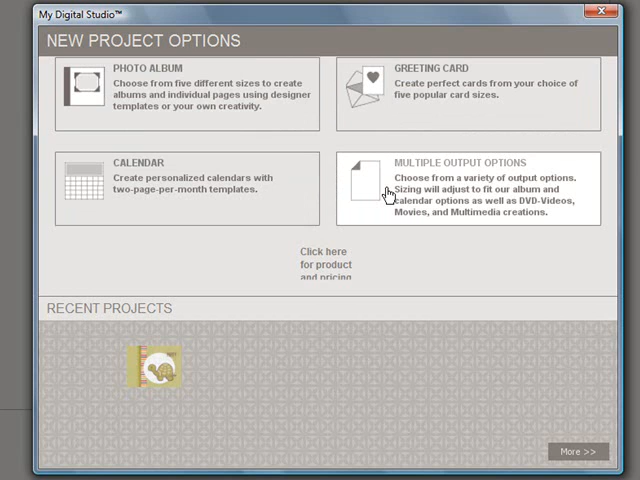 My Digital Studio™
NEW PROJECT OPTIONS
PHOTO ALBUM
Choose from five different sizes to create
albums and individual pages using designer
templates or your own creativity.
GREETING CARD
Create perfect cards from your choice of
five popular card sizes.
CALENDAR
Create personalized calendars with
two-page-per-month templates.
MULTIPLE OUTPUT OPTIONS
Choose from a variety of output options.
Sizing will adjust to fit our album and
calendar options as well as DVD-Videos,
Movies, and Multimedia creations.
Click here
for product
and pricing
RECENT PROJECTS
More >>